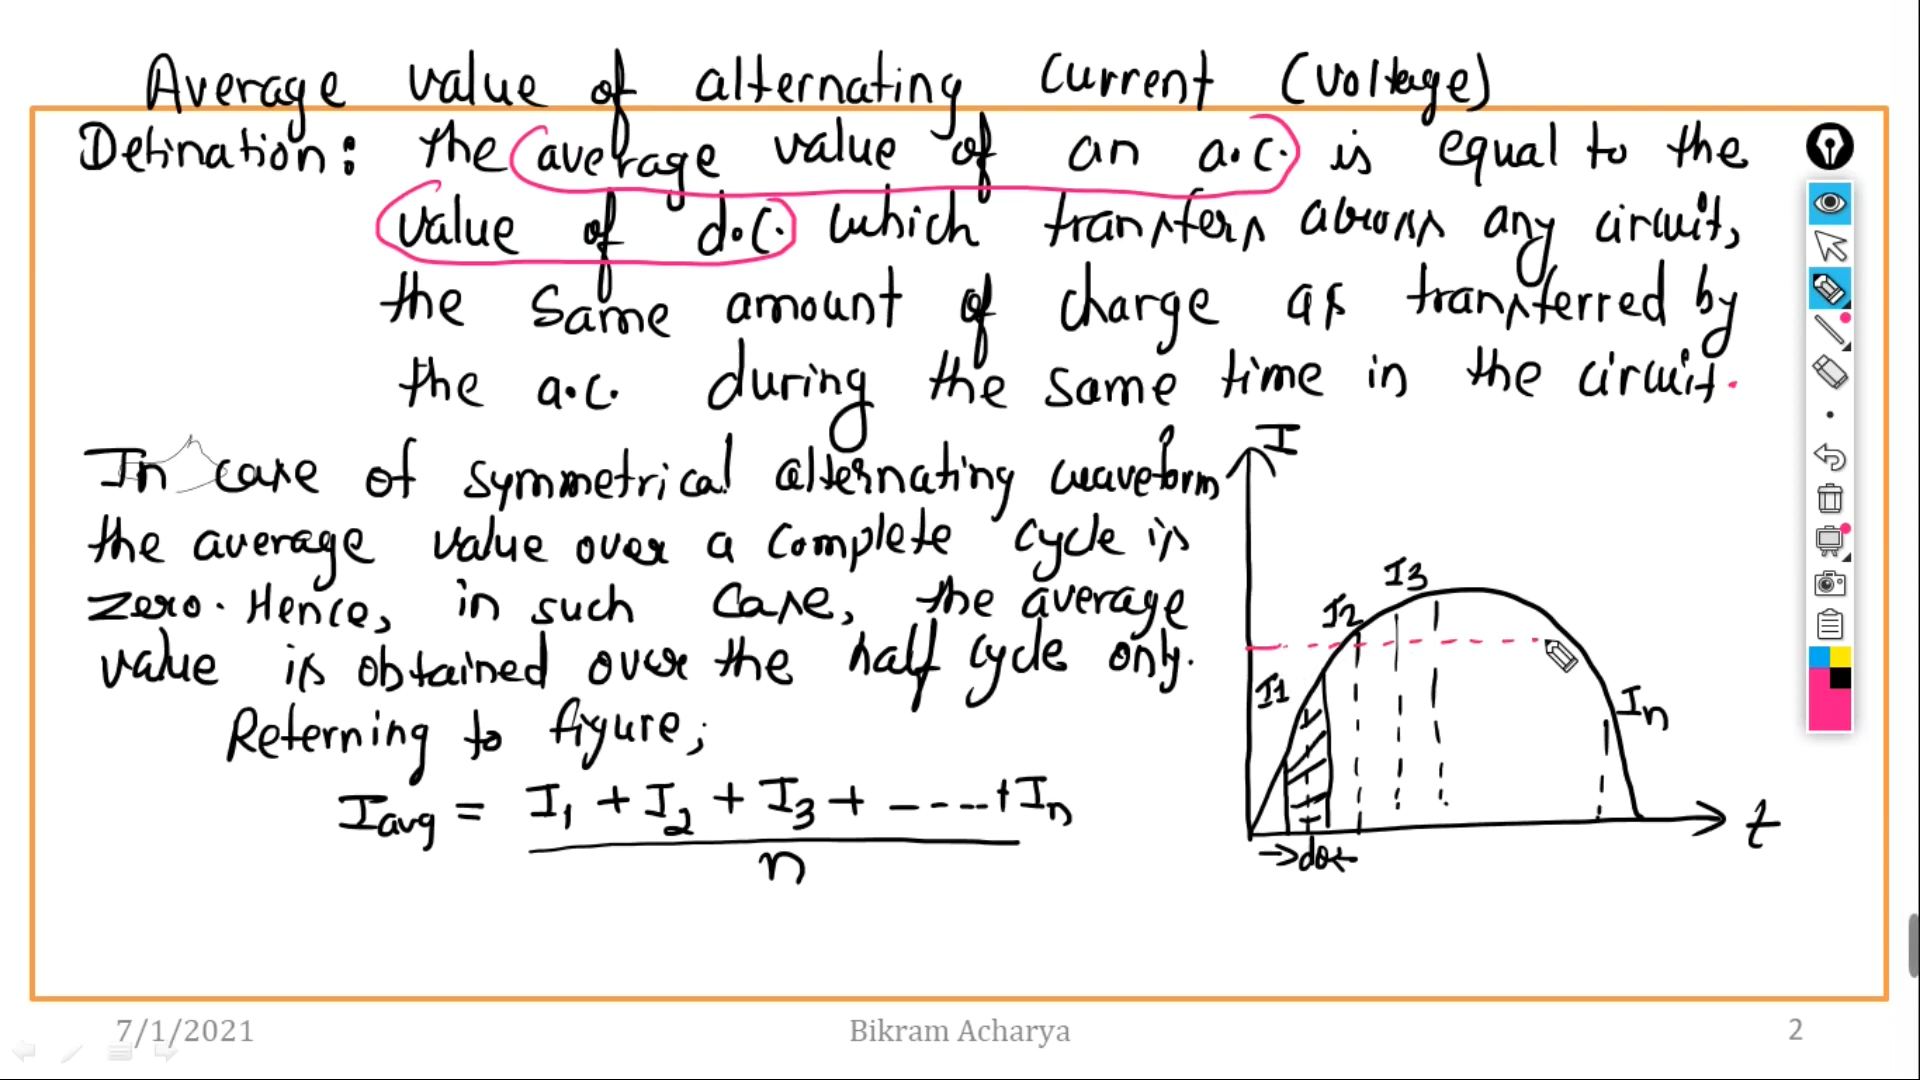 Average value of alternating current (voltage)
Defination: the average value of an a.c. is equal to the
value of d.c. which transfers across any circuit,
the same amount of charge as transferred by
the a.c. during the same time in the circuit.
In case of symmetrical alternating waveform
the average value over a complete cycle is
zero. Hence, in such case, the average
value is obtained over the half cycle only.
Referning to figure;
Iavg = I1 + I2 + I3 + ----+ In
n
I
I3
I2
I1
In
t
→dθ←
7/1/2021
Bikram Acharya
2